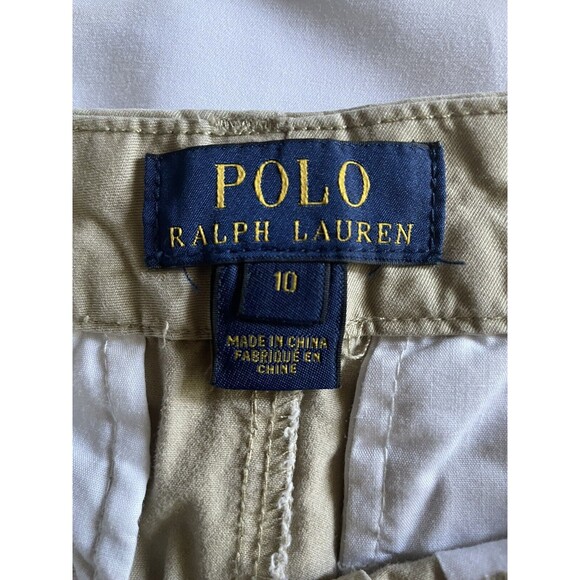 POLO
RALPH LAUREN
10
MADE IN CHINA
FABRIQUÉ EN
CHINE